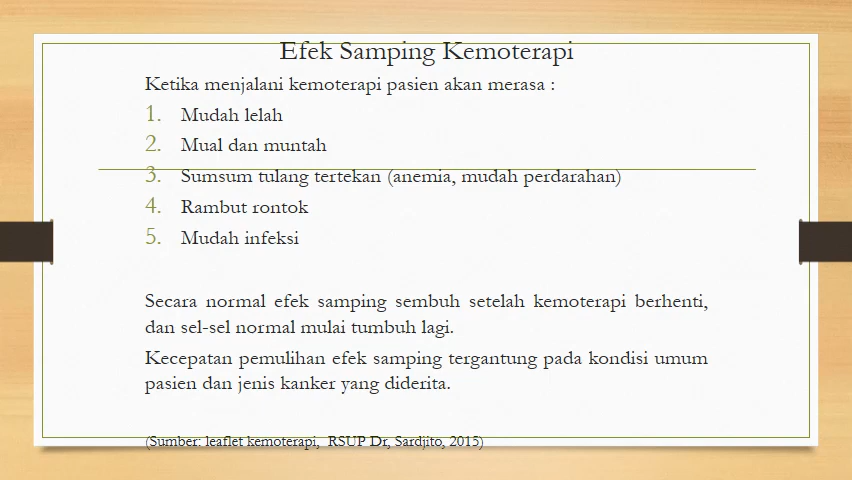 Efek Samping Kemoterapi
Ketika menjalani kemoterapi pasien akan merasa :
1. Mudah lelah
2. Mual dan muntah
3. Sumsum tulang tertekan (anemia, mudah perdarahan)
4. Rambut rontok
5. Mudah infeksi
Secara normal efek samping sembuh setelah kemoterapi berhenti,
dan sel-sel normal mulai tumbuh lagi.
Kecepatan pemulihan efek samping tergantung pada kondisi umum
pasien dan jenis kanker yang diderita.
(Sumber: leaflet kemoterapi, RSUP Dr, Sardjito, 2015)